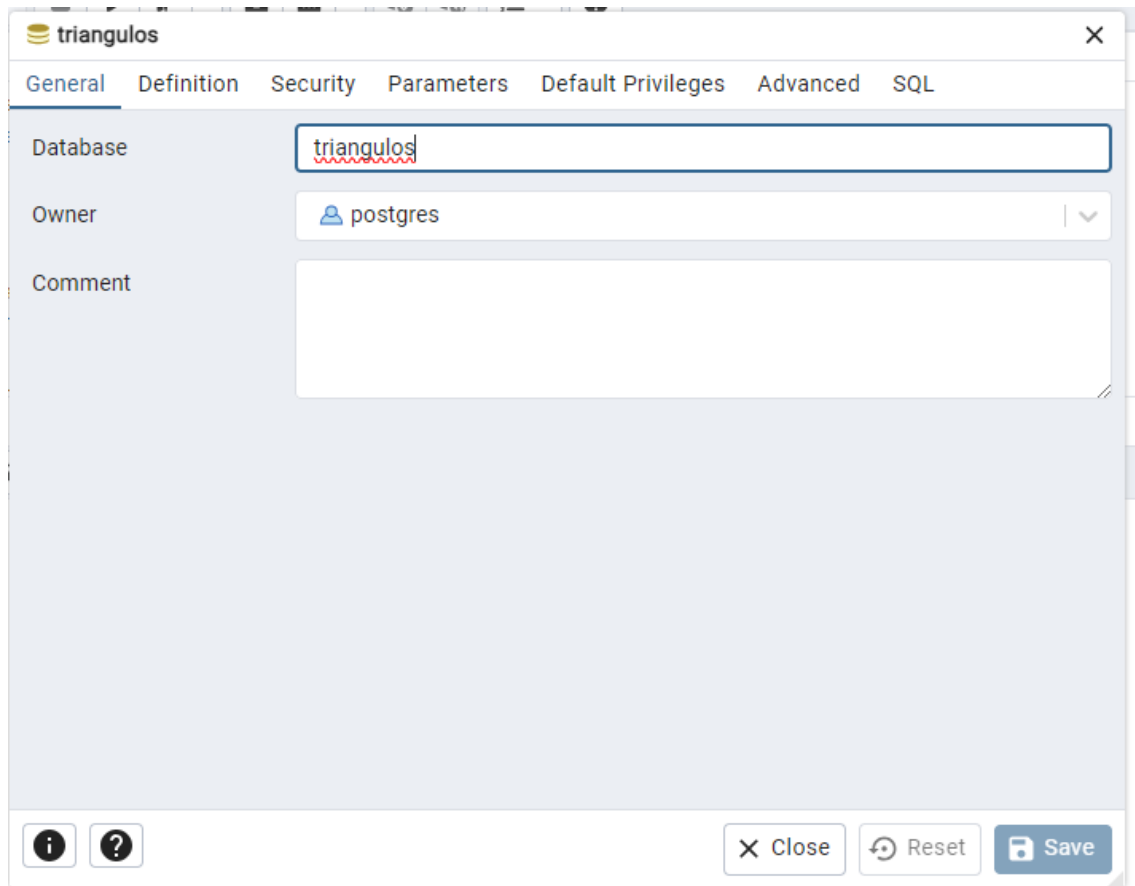 triangulos
General Definition Security Parameters Default Privileges Advanced SQL
Database triangulos
Owner postgres
Comment
Close Reset Save